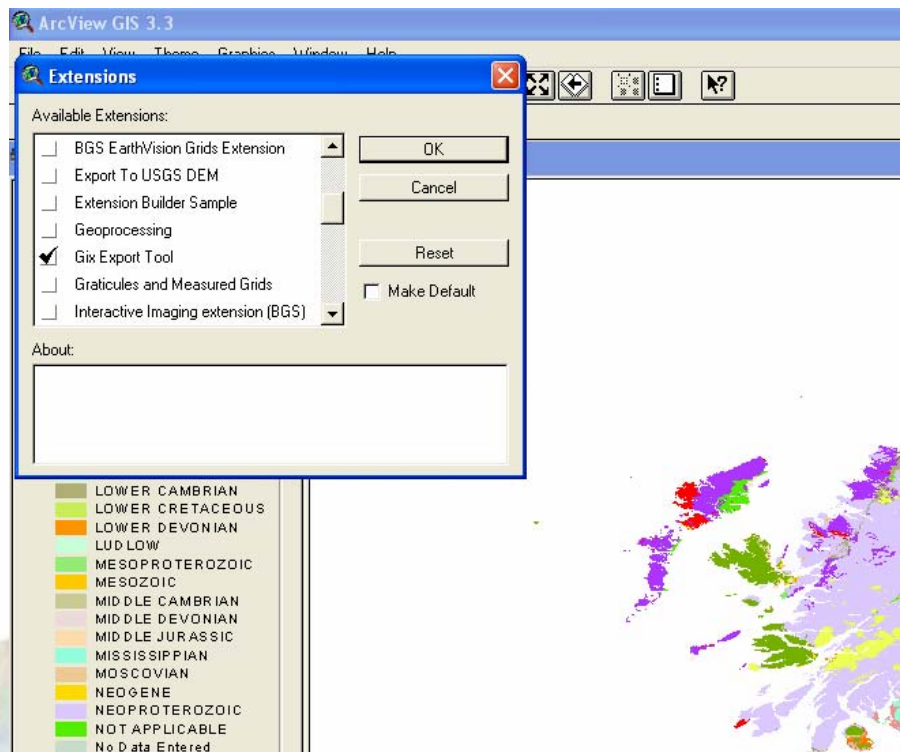 ArcView GIS 3.3
File Edit View Theme Graphics Window Help
Extensions
Available Extensions:
BGS EarthVision Grids Extension
Export To USGS DEM
Extension Builder Sample
Geoprocessing
Gix Export Tool
Graticules and Measured Grids
Interactive Imaging extension (BGS)
OK
Cancel
Reset
Make Default
About:
LOWER CAMBRIAN
LOWER CRETACEOUS
LOWER DEVONIAN
LUDLOW
MESOPROTEROZOIC
MESOZOIC
MIDDLE CAMBRIAN
MIDDLE DEVONIAN
MIDDLE JURASSIC
MISSISSIPPIAN
MOSCOVIAN
NEOGENE
NEOPROTEROZOIC
NOT APPLICABLE
No Data Entered